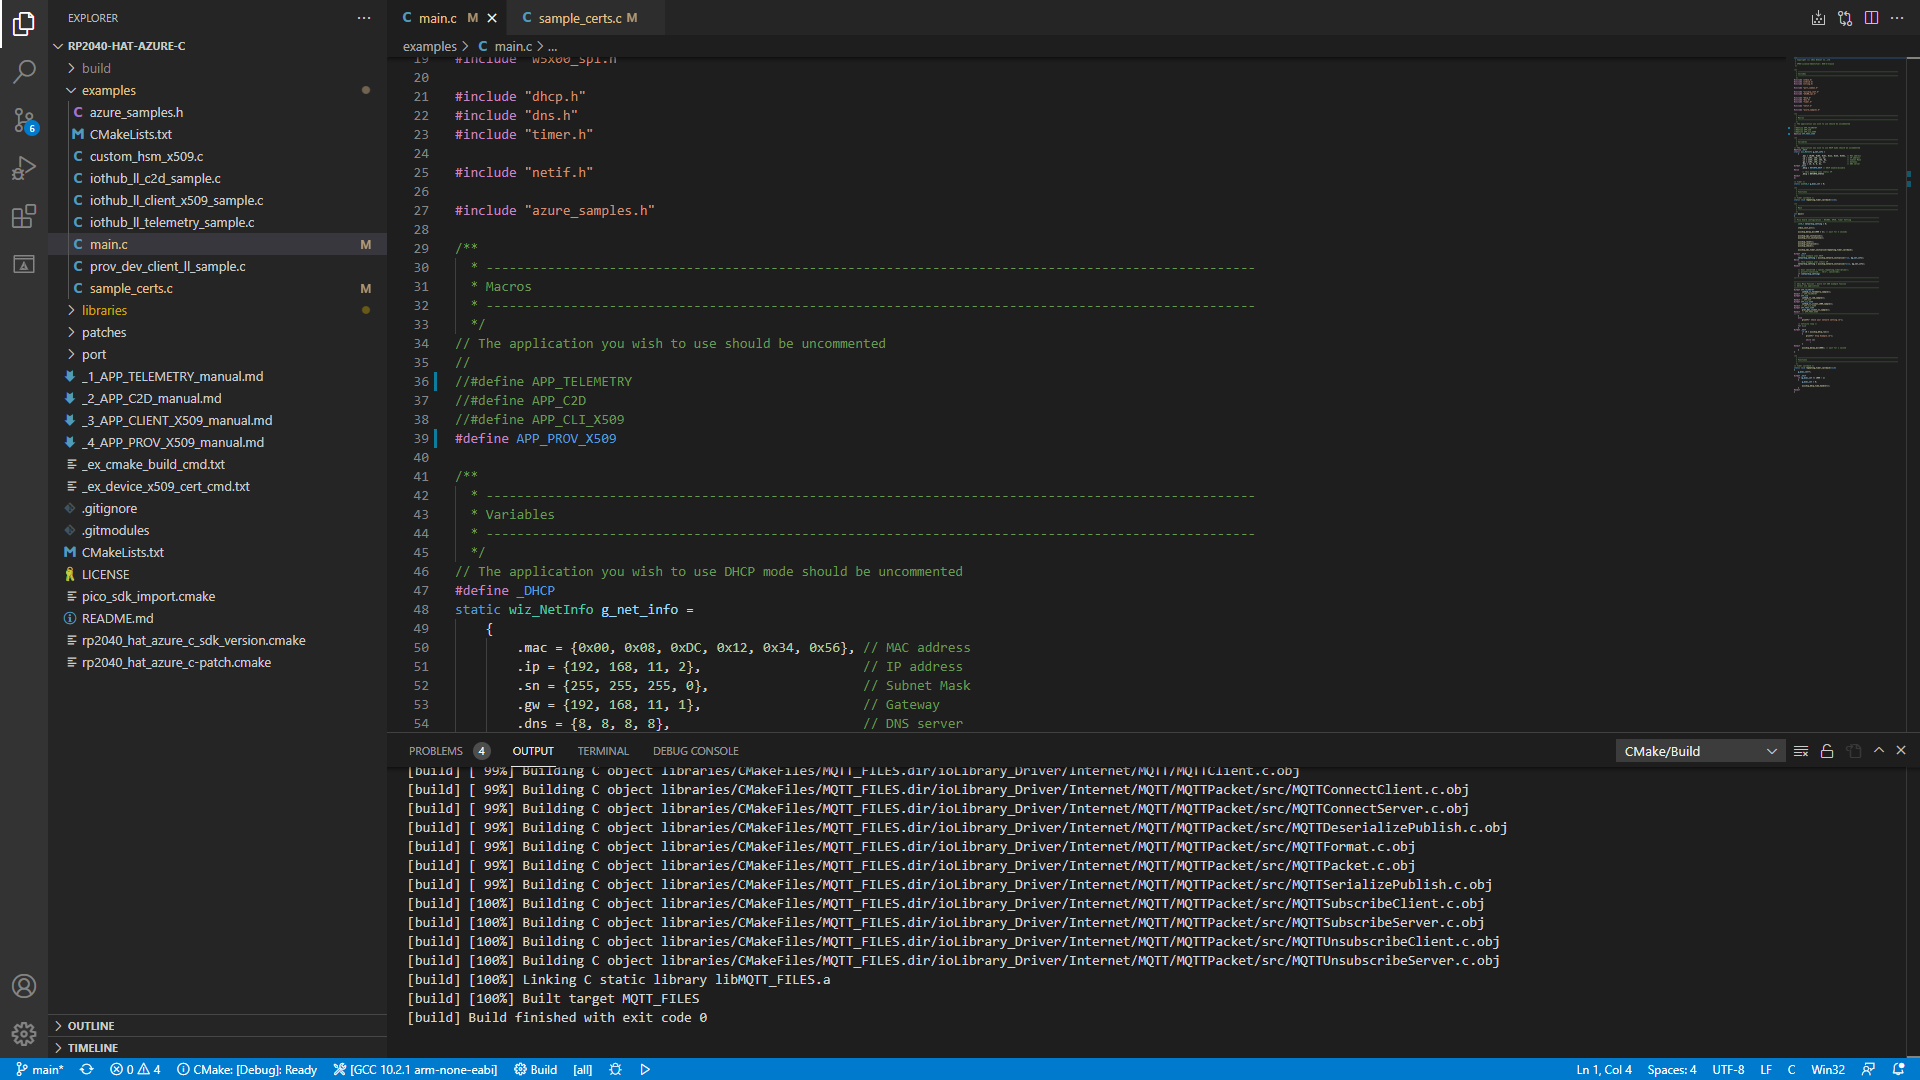 EXPLORER
RP2040-HAT-AZURE-C
build
examples
C azure_samples.h
M CMakeLists.txt
C custom_hsm_x509.c
C iothub_ll_c2d_sample.c
C iothub_ll_client_x509_sample.c
C iothub_ll_telemetry_sample.c
C main.c M
C prov_dev_client_ll_sample.c
C sample_certs.c M
libraries
patches
port
_1_APP_TELEMETRY_manual.md
_2_APP_C2D_manual.md
_3_APP_CLIENT_X509_manual.md
_4_APP_PROV_X509_manual.md
_ex_cmake_build_cmd.txt
_ex_device_x509_cert_cmd.txt
.gitignore
.gitmodules
M CMakeLists.txt
LICENSE
pico_sdk_import.cmake
README.md
rp2040_hat_azure_c_sdk_version.cmake
rp2040_hat_azure_c-patch.cmake
OUTLINE
TIMELINE
6
C main.c M
C sample_certs.c M
examples > C main.c > ...
19 #include "w5x00_spi.h"
20
21 #include "dhcp.h"
22 #include "dns.h"
23 #include "timer.h"
24
25 #include "netif.h"
26
27 #include "azure_samples.h"
28
29 /**
30 * ----------------------------------------------------------------------------------------------------
31 * Macros
32 * ----------------------------------------------------------------------------------------------------
33 */
34 // The application you wish to use should be uncommented
35 //
36 //#define APP_TELEMETRY
37 //#define APP_C2D
38 //#define APP_CLI_X509
39 #define APP_PROV_X509
40
41 /**
42 * ----------------------------------------------------------------------------------------------------
43 * Variables
44 * ----------------------------------------------------------------------------------------------------
45 */
46 // The application you wish to use DHCP mode should be uncommented
47 #define _DHCP
48 static wiz_NetInfo g_net_info =
49 {
50 .mac = {0x00, 0x08, 0xDC, 0x12, 0x34, 0x56}, // MAC address
51 .ip = {192, 168, 11, 2}, // IP address
52 .sn = {255, 255, 255, 0}, // Subnet Mask
53 .gw = {192, 168, 11, 1}, // Gateway
54 .dns = {8, 8, 8, 8}, // DNS server
PROBLEMS 4 OUTPUT TERMINAL DEBUG CONSOLE CMake/Build
[build] [ 99%] Building C object libraries/CMakeFiles/MQTT_FILES.dir/ioLibrary_Driver/Internet/MQTT/MQTTClient.c.obj
[build] [ 99%] Building C object libraries/CMakeFiles/MQTT_FILES.dir/ioLibrary_Driver/Internet/MQTT/MQTTPacket/src/MQTTConnectClient.c.obj
[build] [ 99%] Building C object libraries/CMakeFiles/MQTT_FILES.dir/ioLibrary_Driver/Internet/MQTT/MQTTPacket/src/MQTTConnectServer.c.obj
[build] [ 99%] Building C object libraries/CMakeFiles/MQTT_FILES.dir/ioLibrary_Driver/Internet/MQTT/MQTTPacket/src/MQTTDeserializePublish.c.obj
[build] [ 99%] Building C object libraries/CMakeFiles/MQTT_FILES.dir/ioLibrary_Driver/Internet/MQTT/MQTTPacket/src/MQTTFormat.c.obj
[build] [ 99%] Building C object libraries/CMakeFiles/MQTT_FILES.dir/ioLibrary_Driver/Internet/MQTT/MQTTPacket/src/MQTTPacket.c.obj
[build] [ 99%] Building C object libraries/CMakeFiles/MQTT_FILES.dir/ioLibrary_Driver/Internet/MQTT/MQTTPacket/src/MQTTSerializePublish.c.obj
[build] [100%] Building C object libraries/CMakeFiles/MQTT_FILES.dir/ioLibrary_Driver/Internet/MQTT/MQTTPacket/src/MQTTSubscribeClient.c.obj
[build] [100%] Building C object libraries/CMakeFiles/MQTT_FILES.dir/ioLibrary_Driver/Internet/MQTT/MQTTPacket/src/MQTTSubscribeServer.c.obj
[build] [100%] Building C object libraries/CMakeFiles/MQTT_FILES.dir/ioLibrary_Driver/Internet/MQTT/MQTTPacket/src/MQTTUnsubscribeClient.c.obj
[build] [100%] Building C object libraries/CMakeFiles/MQTT_FILES.dir/ioLibrary_Driver/Internet/MQTT/MQTTPacket/src/MQTTUnsubscribeServer.c.obj
[build] [100%] Linking C static library libMQTT_FILES.a
[build] [100%] Built target MQTT_FILES
[build] Build finished with exit code 0
main* 0 4 CMake: [Debug]: Ready [GCC 10.2.1 arm-none-eabi] Build [all] Ln 1, Col 4 Spaces: 4 UTF-8 LF C Win32